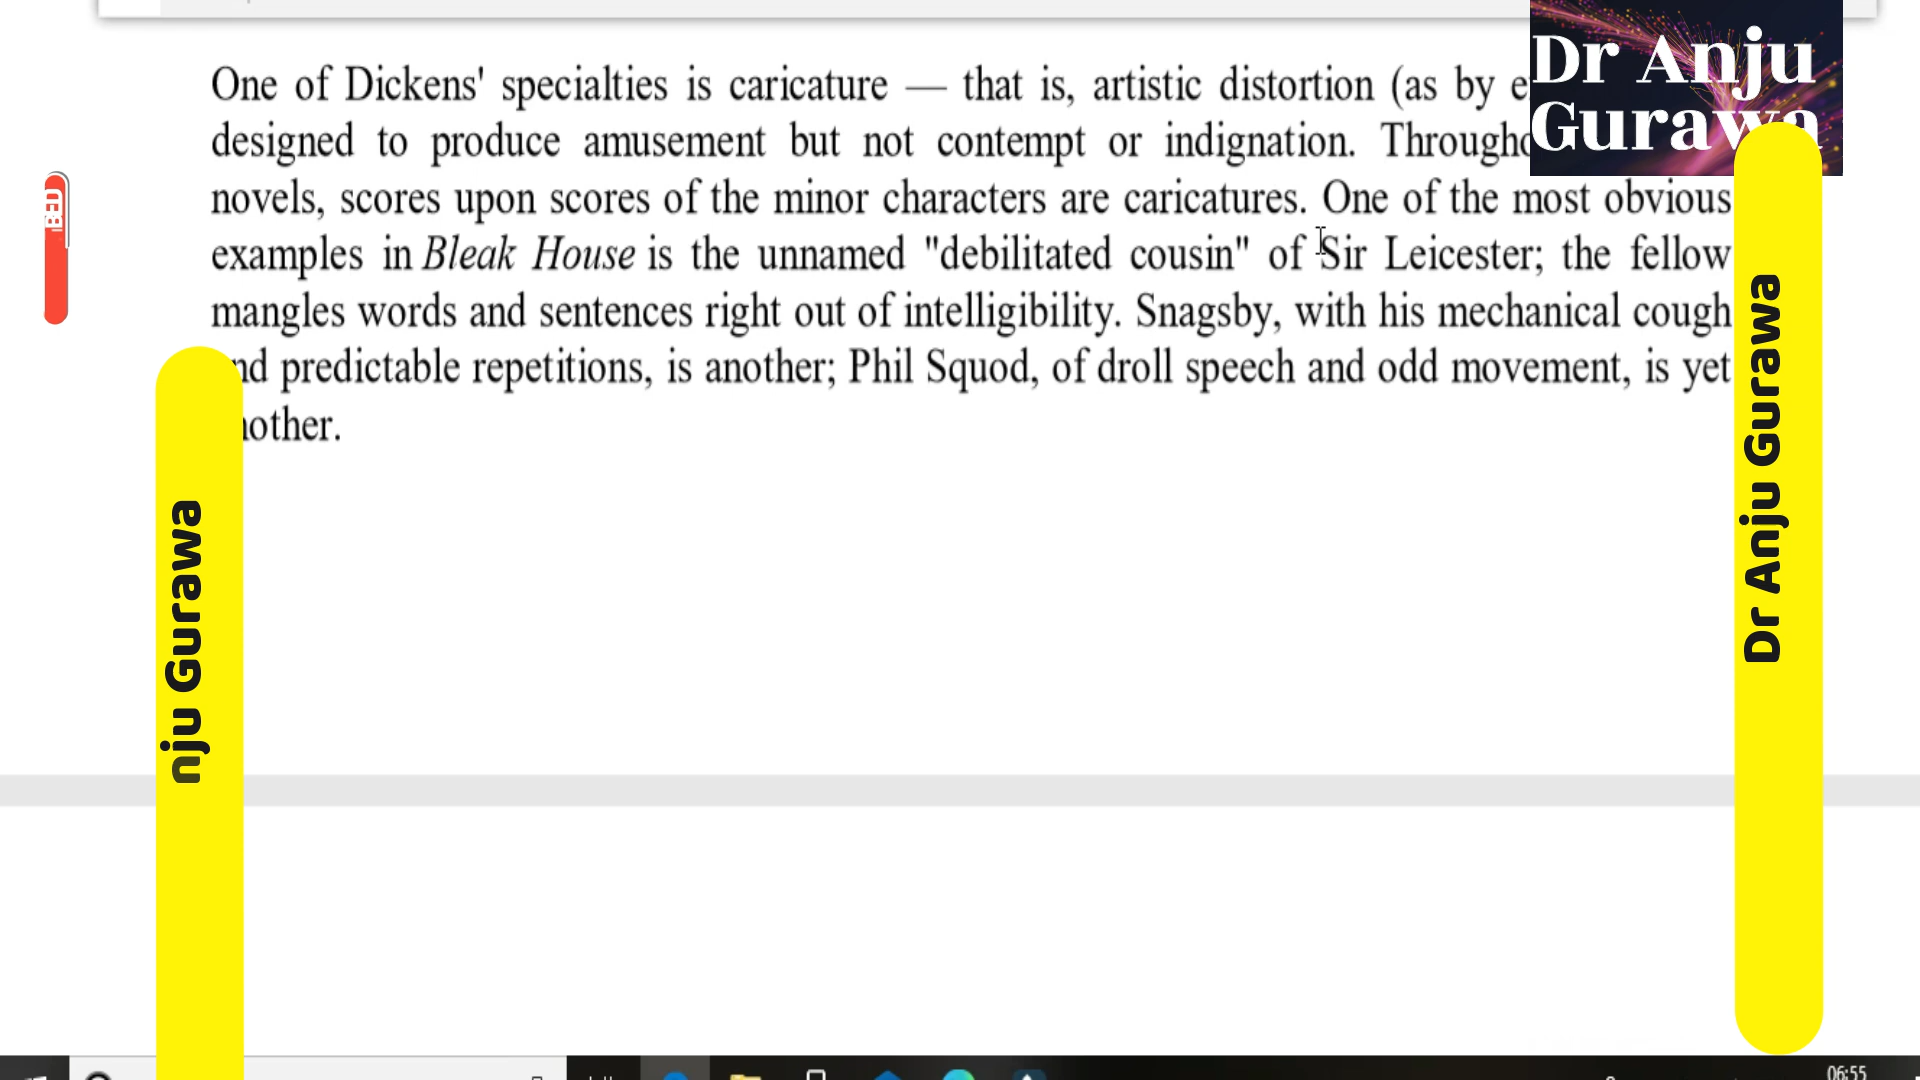 Dr Anju
Gurawa
One of Dickens' specialties is caricature — that is, artistic distortion (as by
designed to produce amusement but not contempt or indignation.
novels, scores upon scores of the minor characters are caricatures. One of the most obvious
examples in Bleak House is the unnamed "debilitated cousin" of Sir Leicester; the fellow
mangles words and sentences right out of intelligibility. Snagsby, with his mechanical cough
predictable repetitions, is another; Phil Squod, of droll speech and odd movement, is yet
nju Gurawa
Dr Anju Gurawa
06:55